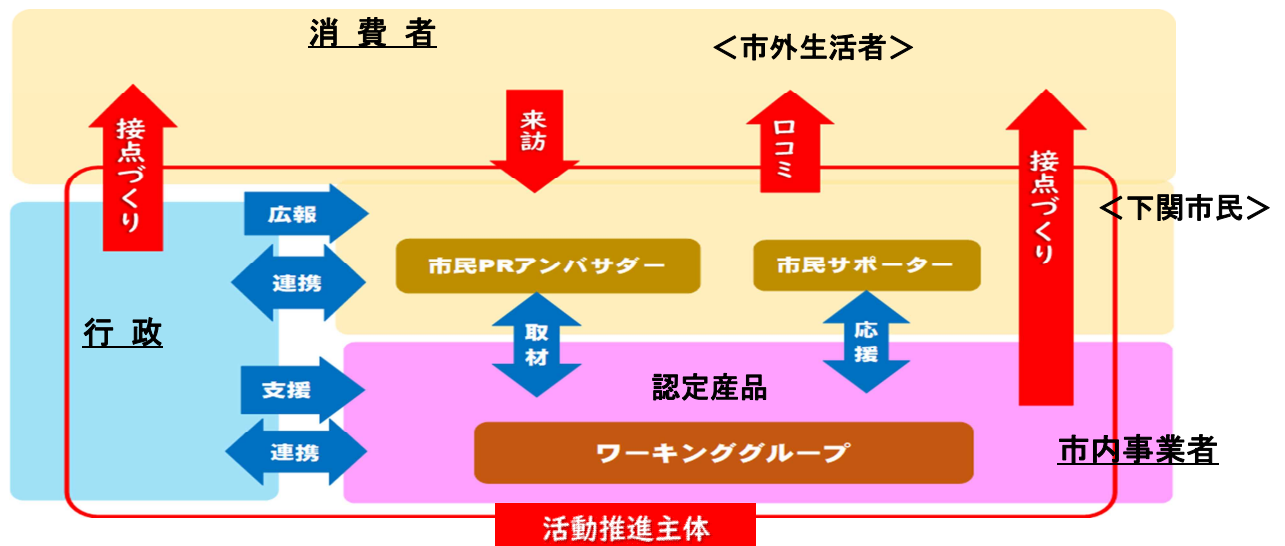 消 費 者
＜市外生活者＞
接点づくり
来訪
口コミ
接点づくり
広報
＜下関市民＞
連携
市民PRアンバサダー
市民サポーター
行 政
取材
応援
支援
認定産品
連携
ワーキンググループ
市内事業者
活動推進主体